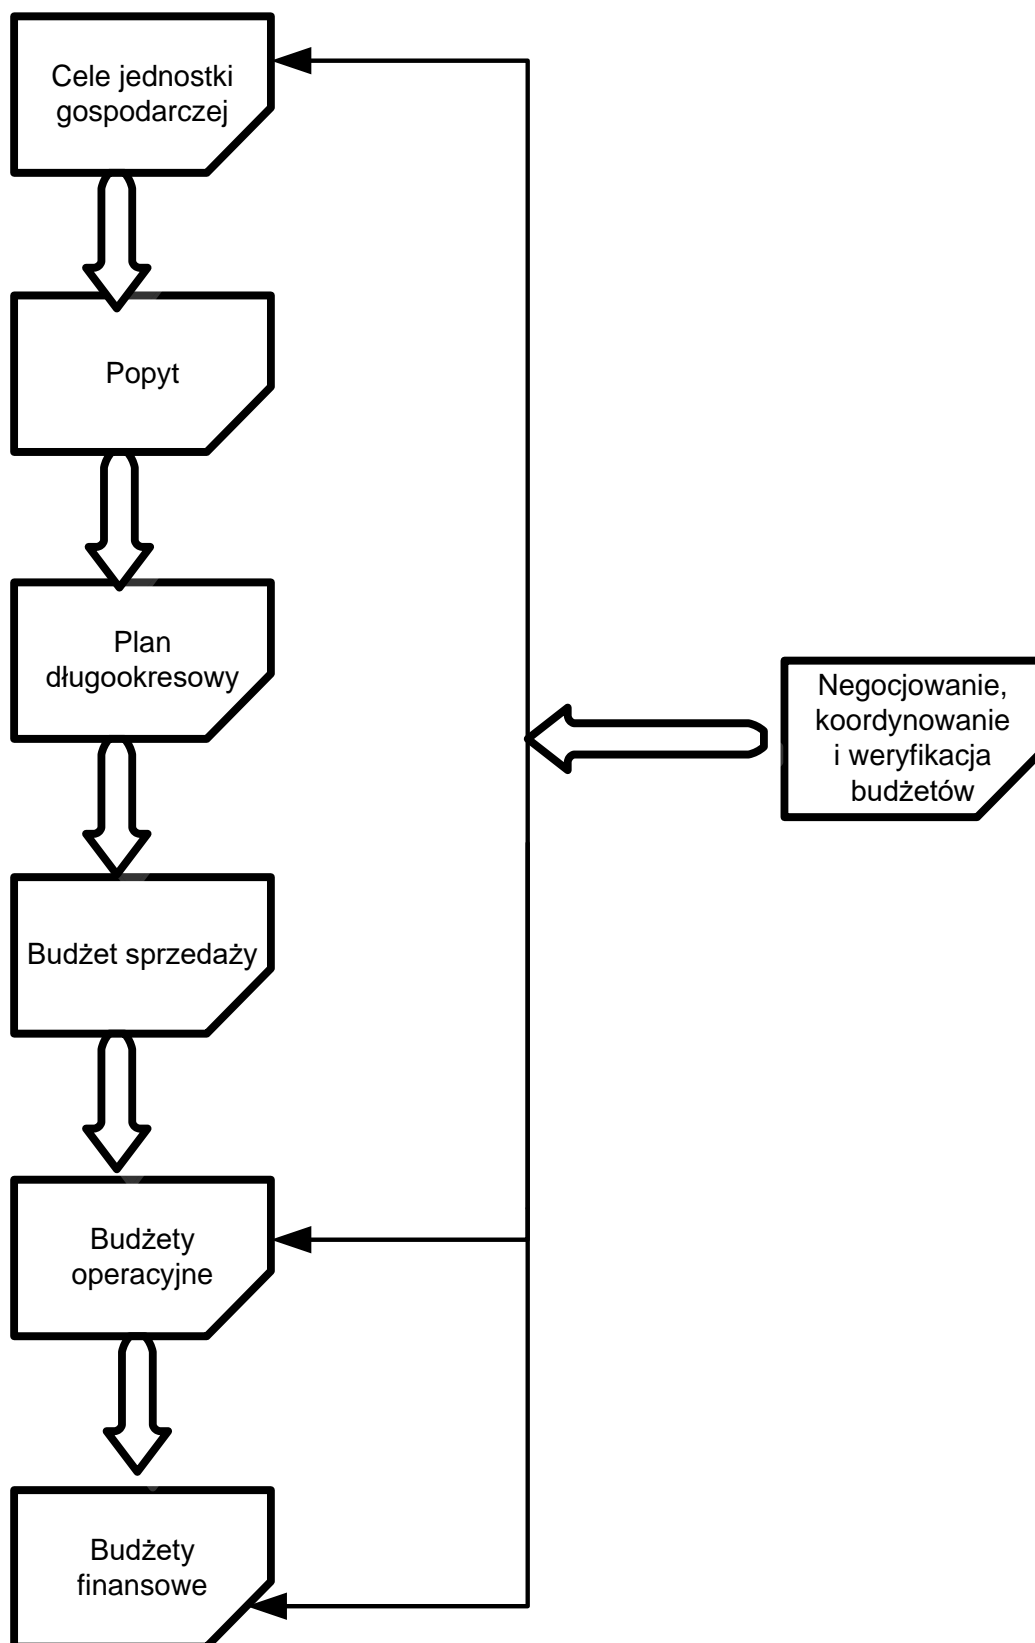 Cele jednostki
gospodarczej
Popyt
Plan
długookresowy
Negocjowanie,
koordynowanie
i weryfikacja
budżetów
Budżet sprzedaży
Budżety
operacyjne
Budżety
finansowe